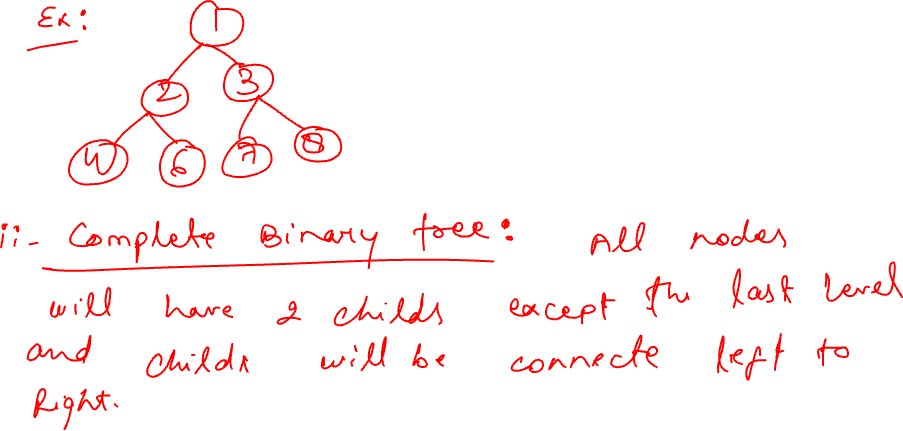 Ex:
1
2 3
4 6 7 8
ii- Complete Binary tree: All nodes
will have 2 childs except the last level
and childs will be connecte left to
Right.